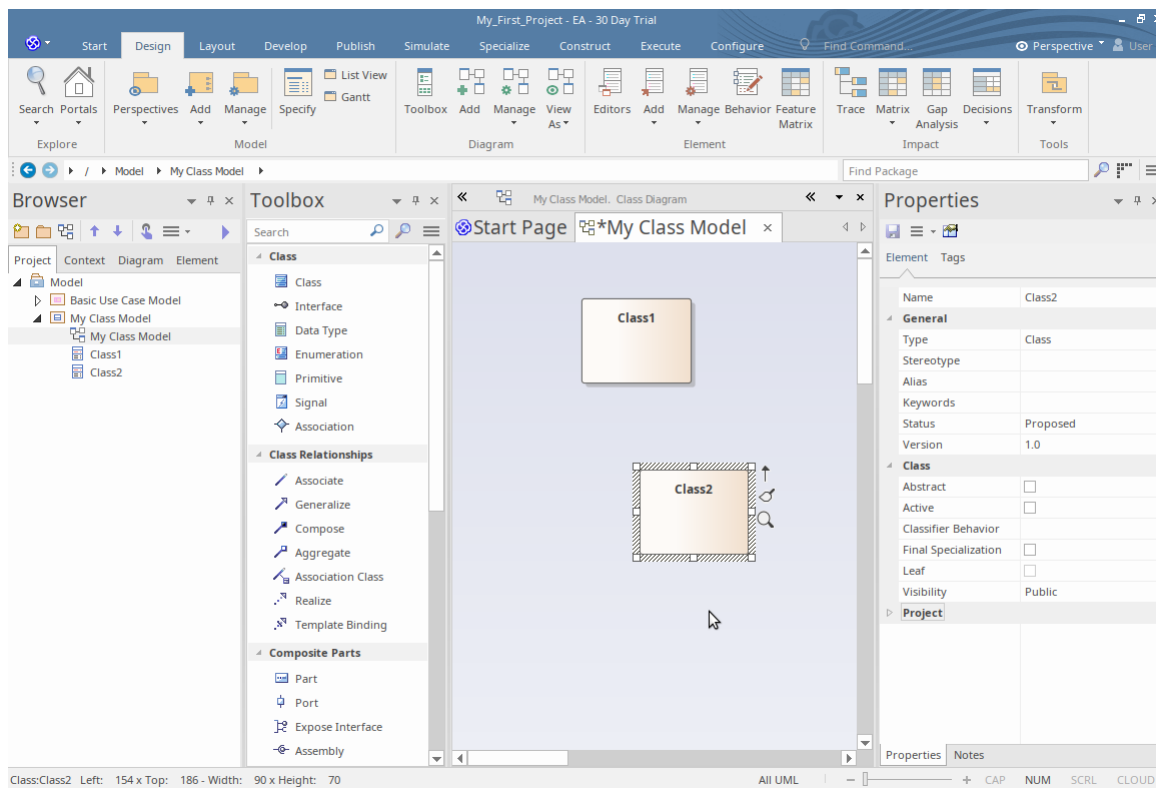 My_First_Project - EA - 30 Day Trial
Start Design Layout Develop Publish Simulate Specialize Construct Execute Configure Find Command... Perspective User
List View
Gantt
Search Portals Perspectives Add Manage Specify Toolbox Add Manage View As Editors Add Manage Behavior Feature Matrix Trace Matrix Gap Analysis Decisions Transform
Explore Model Diagram Element Impact Tools
/ Model My Class Model Find Package
Browser
Project Context Diagram Element
Model
Basic Use Case Model
My Class Model
My Class Model
Class1
Class2
Toolbox
Search
Class
Class
Interface
Data Type
Enumeration
Primitive
Signal
Association
Class Relationships
Associate
Generalize
Compose
Aggregate
Association Class
Realize
Template Binding
Composite Parts
Part
Port
Expose Interface
Assembly
My Class Model. Class Diagram
Start Page *My Class Model
Class1
Class2
Properties
Element Tags
Name Class2
General
Type Class
Stereotype
Alias
Keywords
Status Proposed
Version 1.0
Class
Abstract
Active
Classifier Behavior
Final Specialization
Leaf
Visibility Public
Project
Properties Notes
Class:Class2 Left: 154 x Top: 186 - Width: 90 x Height: 70 All UML CAP NUM SCRL CLOUD